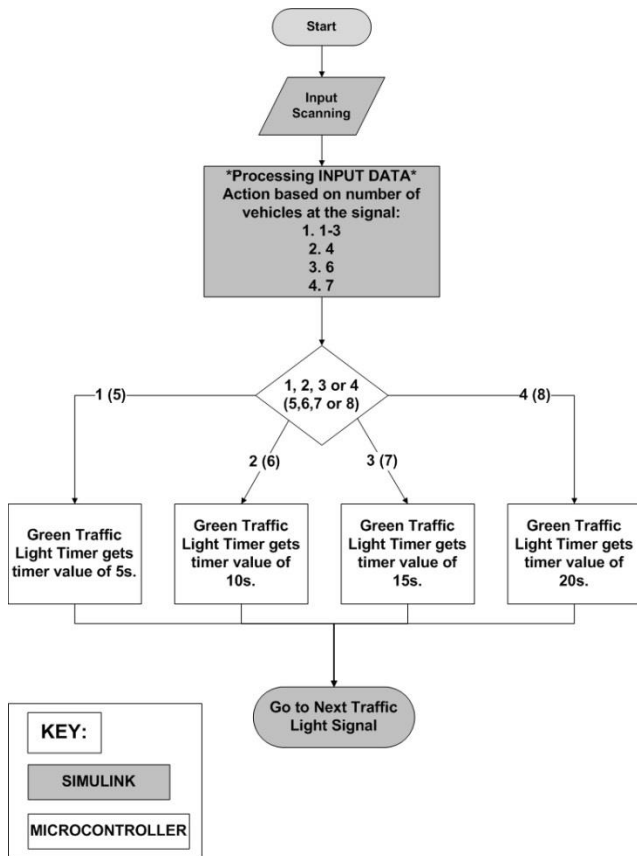 Start
Input
Scanning
*Processing INPUT DATA*
Action based on number of
vehicles at the signal:
1. 1-3
2. 4
3. 6
4. 7
1, 2, 3 or 4
(5,6,7 or 8)
1 (5)
2 (6)
3 (7)
4 (8)
Green Traffic
Light Timer gets
timer value of 5s.
Green Traffic
Light Timer gets
timer value of
10s.
Green Traffic
Light Timer gets
timer value of
15s.
Green Traffic
Light Timer gets
timer value of
20s.
Go to Next Traffic
Light Signal
KEY:
SIMULINK
MICROCONTROLLER